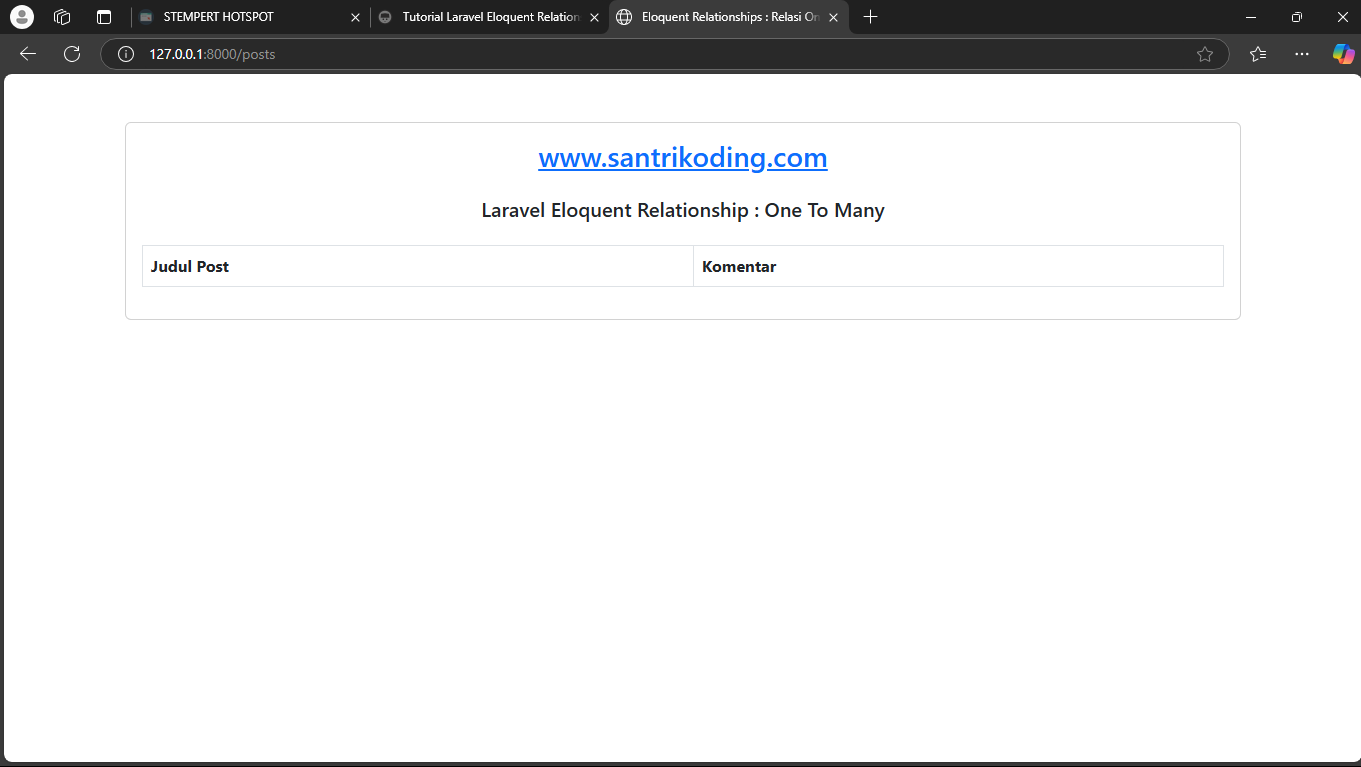 STEMPERT HOTSPOT
Tutorial Laravel Eloquent Relation
Eloquent Relationships : Relasi On
127.0.0.1:8000/posts
www.santrikoding.com
Laravel Eloquent Relationship : One To Many
Judul Post
Komentar